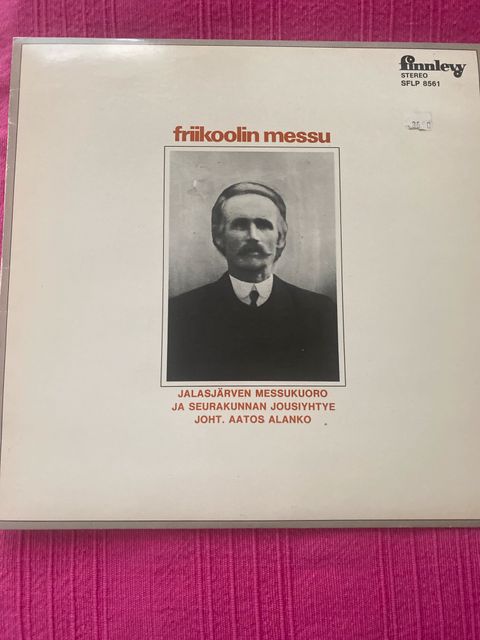 finnlevy
STEREO
SFLP 8561
friikoolin messu
JALASJÄRVEN MESSUKUORO
JA SEURAKUNNAN JOUSIYHTYE
JOHT. AATOS ALANKO